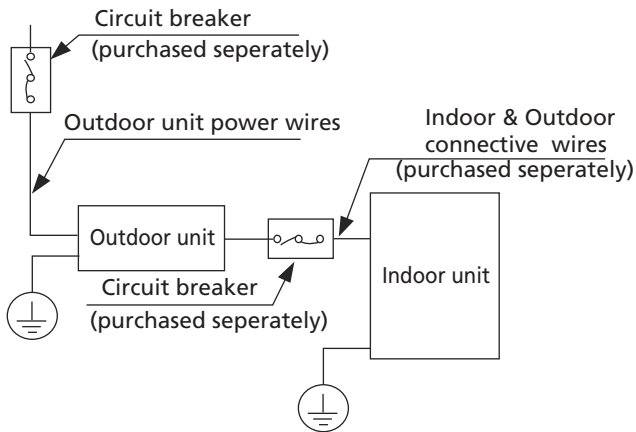 Circuit breaker
(purchased seperately)
Outdoor unit power wires
Indoor & Outdoor
connective wires
(purchased seperately)
Outdoor unit
Circuit breaker
(purchased seperately)
Indoor unit